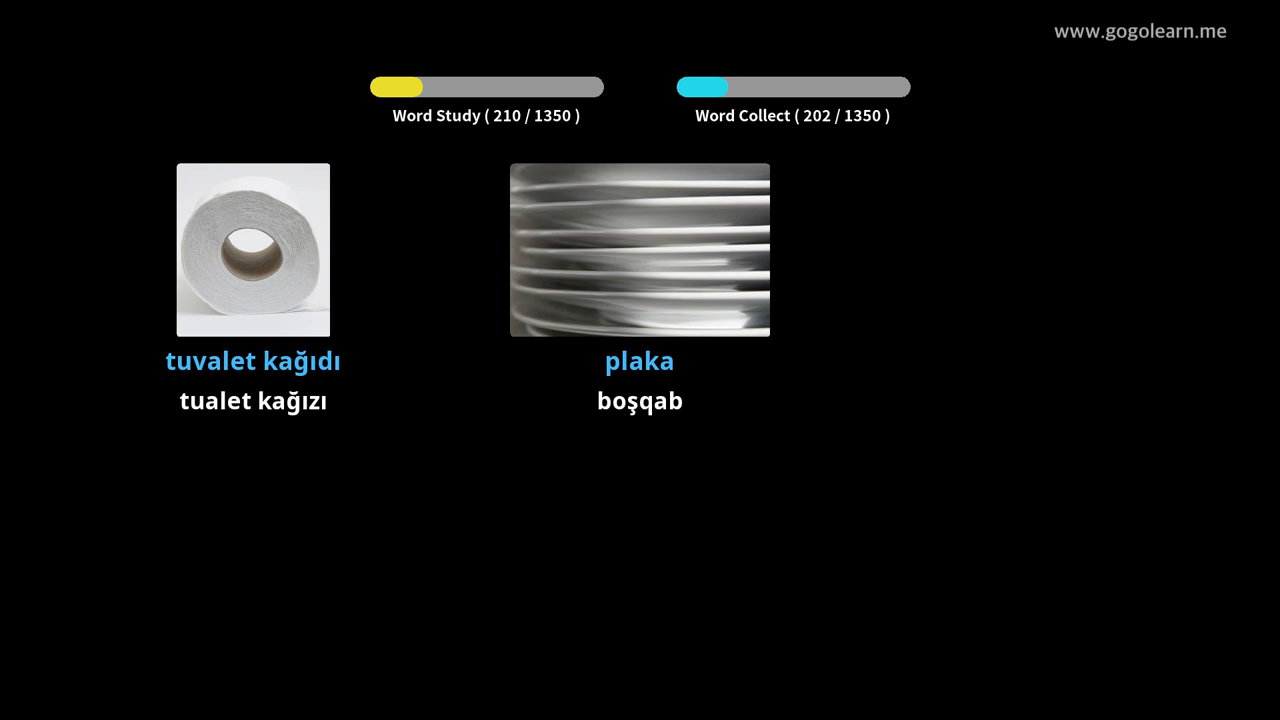 www.gogolearn.me
Word Study ( 210 / 1350 )
Word Collect ( 202 / 1350 )
tuvalet kağıdı
tualet kağızı
plaka
boşqab